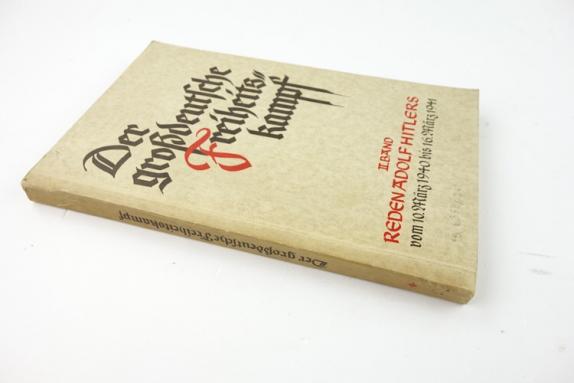 Der
großdeutsche
Freiheits-
kampf
II. BAND
REDEN ADOLF HITLERS
vom 10. März 1940 bis 16. März 1941
Der großdeutsche Freiheitskampf